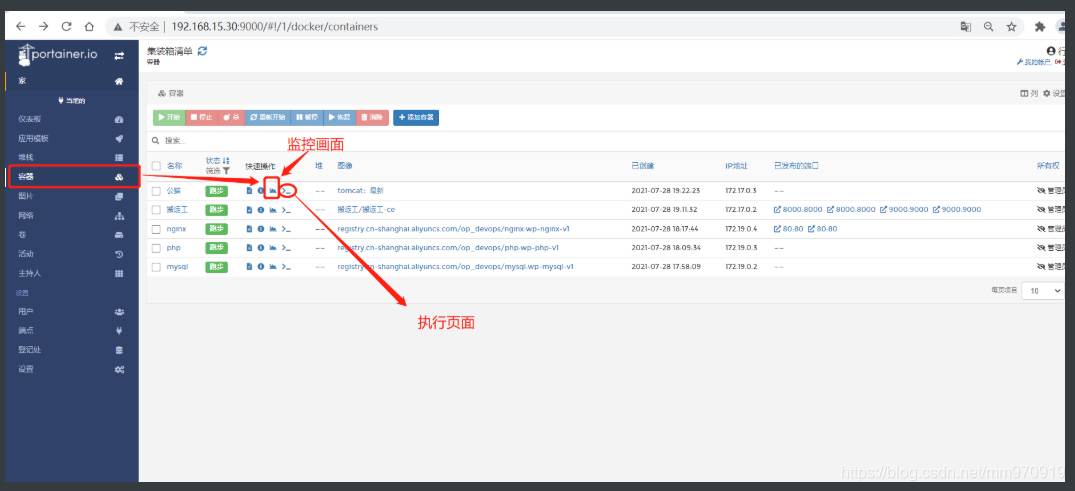 不安全 | 192.168.15.30:9000/#!/1/docker/containers
portainer.io
集装箱清单
容器
我的帐户
家
当地的
仪表板
应用模板
堆栈
容器
图片
网络
卷
活动
主持人
设置
用户
端点
登记处
设置
容器
列 设置
开始 停止 杀 重新开始 暂停 恢复 消除 添加容器
搜索...
监控画面
名称 状态 筛选 快速操作 堆 图像 已创建 IP地址 已发布的端口 所有权
公猫 跑步 -- tomcat：最新 2021-07-28 19.22.23 172.17.0.3 -- 管理员
搬运工 跑步 -- 搬运工/搬运工-ce 2021-07-28 19.11.32 172.17.0.2 8000:8000 8000:8000 9000:9000 9000:9000 管理员
nginx 跑步 -- registry.cn-shanghai.aliyuncs.com/op_devops/nginx.wp-nginx-v1 2021-07-28 18:17:44 172.19.0.4 80:80 80:80 管理员
php 跑步 -- registry.cn-shanghai.aliyuncs.com/op_devops/php.wp-php-v1 2021-07-28 18:09.34 172.19.0.3 -- 管理员
mysql 跑步 -- registry.cn-shanghai.aliyuncs.com/op_devops/mysql.wp-mysql-v1 2021-07-28 17:58.09 172.19.0.2 -- 管理员
每页项目 10
执行页面
https://blog.csdn.net/mm970919